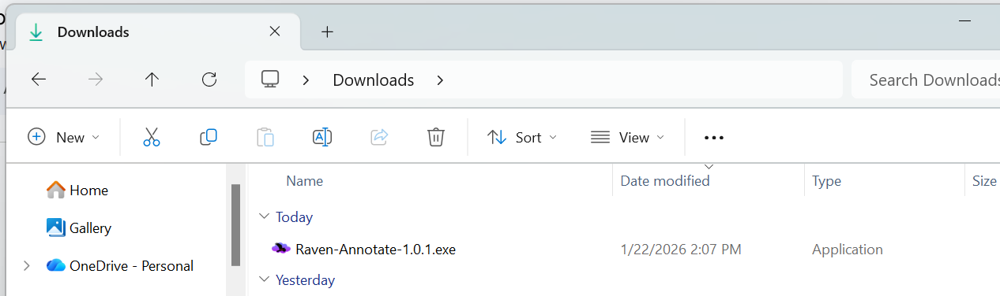 Downloads
Downloads
Search Downloads
New
Sort
View
Home
Gallery
OneDrive - Personal
Name Date modified Type Size
Today
Raven-Annotate-1.0.1.exe 1/22/2026 2:07 PM Application
Yesterday